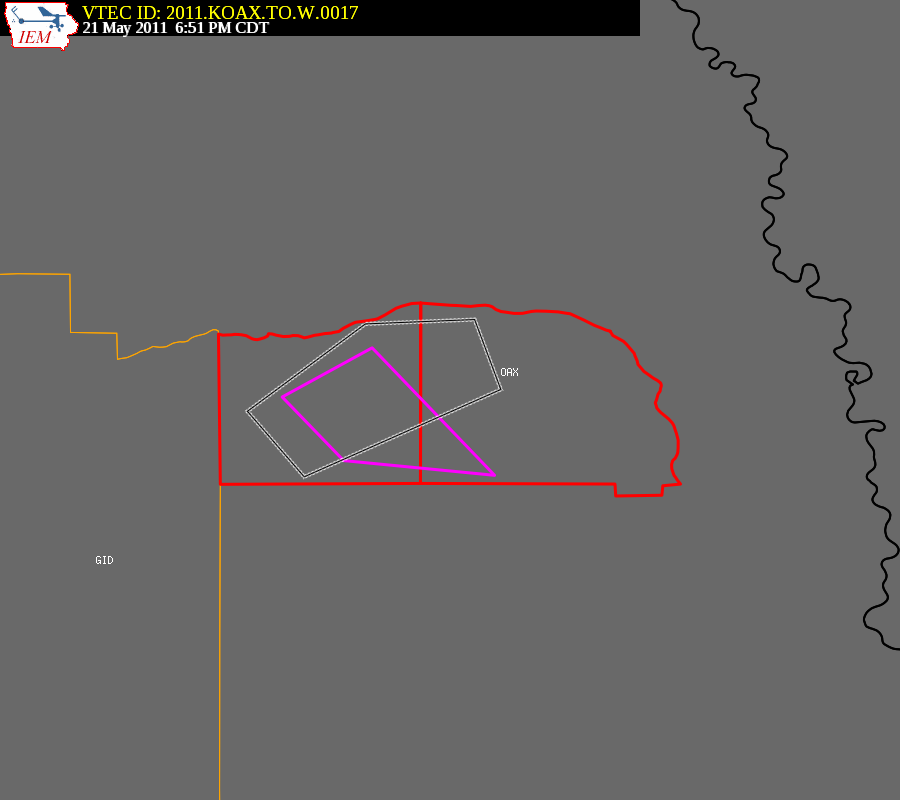 VTEC ID: 2011.KOAX.TO.W.0017
21 May 2011  6:51 PM CDT
IEM
OAX
GID